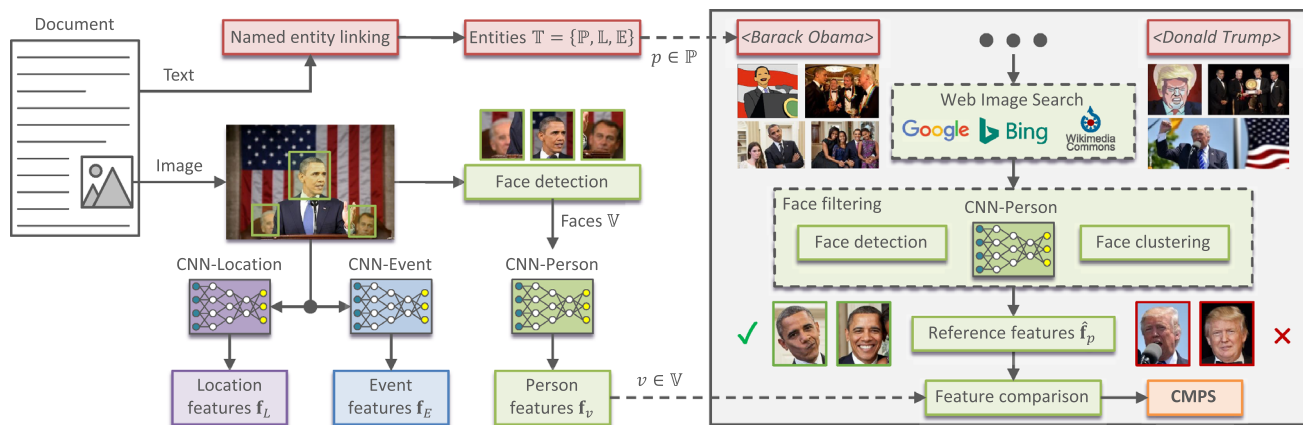 Document
Named entity linking
Entities 𝕋 = {ℙ, 𝕃, 𝔼}
p ∈ ℙ
<Barack Obama>
<Donald Trump>
Text
Web Image Search
Google
Bing
Wikimedia
Commons
Image
Face detection
Faces 𝕍
Face filtering
CNN-Person
Face detection
Face clustering
CNN-Location
CNN-Event
CNN-Person
Reference features f̂ₚ
Location
features f_L
Event
features f_E
Person
features f_v
v ∈ 𝕍
Feature comparison
CMPS